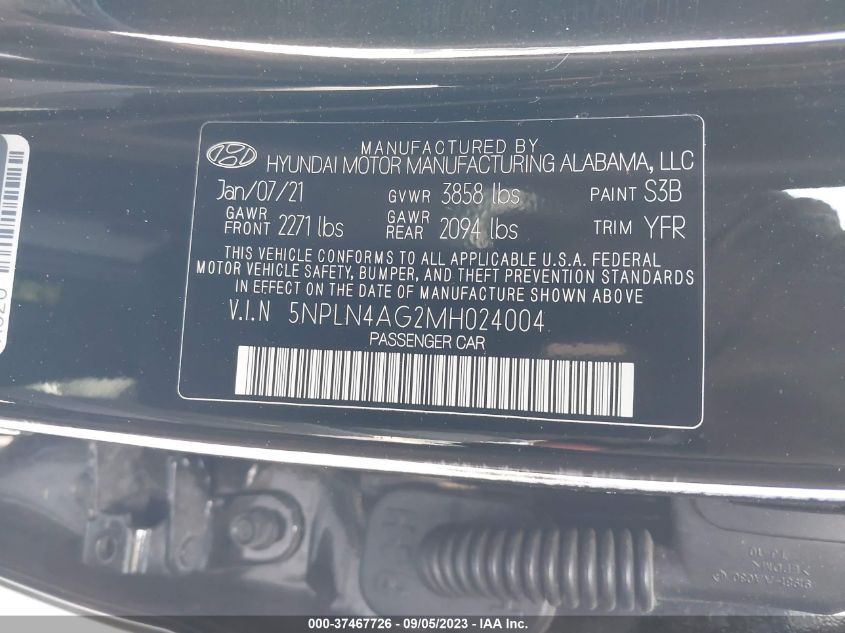 MANUFACTURED BY
HYUNDAI MOTOR MANUFACTURING ALABAMA, LLC
Jan/07/21 GVWR 3858 lbs PAINT S3B
GAWR FRONT 2271 lbs GAWR REAR 2094 lbs TRIM YFR
THIS VEHICLE CONFORMS TO ALL APPLICABLE U.S.A. FEDERAL
MOTOR VEHICLE SAFETY, BUMPER, AND THEFT PREVENTION STANDARDS
IN EFFECT ON THE DATE OF MANUFACTURE SHOWN ABOVE
V.I.N 5NPLN4AG2MH024004
PASSENGER CAR
000-37467726 - 09/05/2023 - IAA Inc.